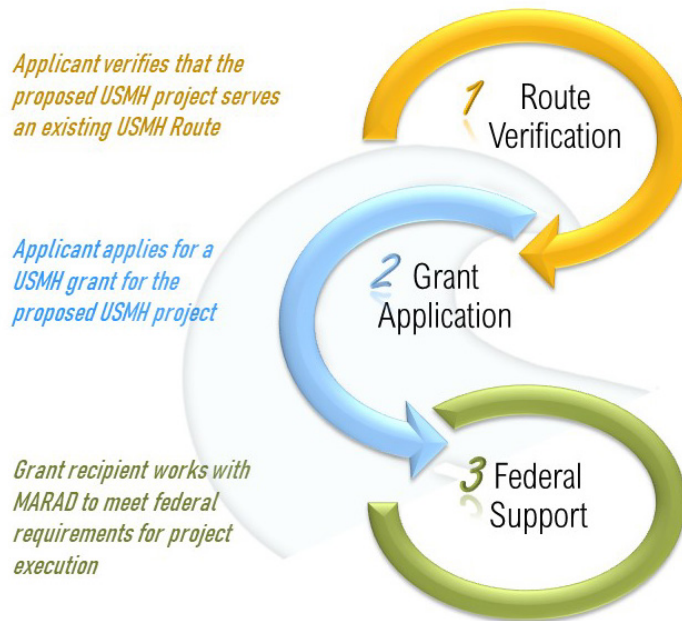 Applicant verifies that the
proposed USMH project serves
an existing USMH Route
1 Route
Verification
Applicant applies for a
USMH grant for the
proposed USMH project
2 Grant
Application
Grant recipient works with
MARAD to meet federal
requirements for project
execution
3 Federal
Support